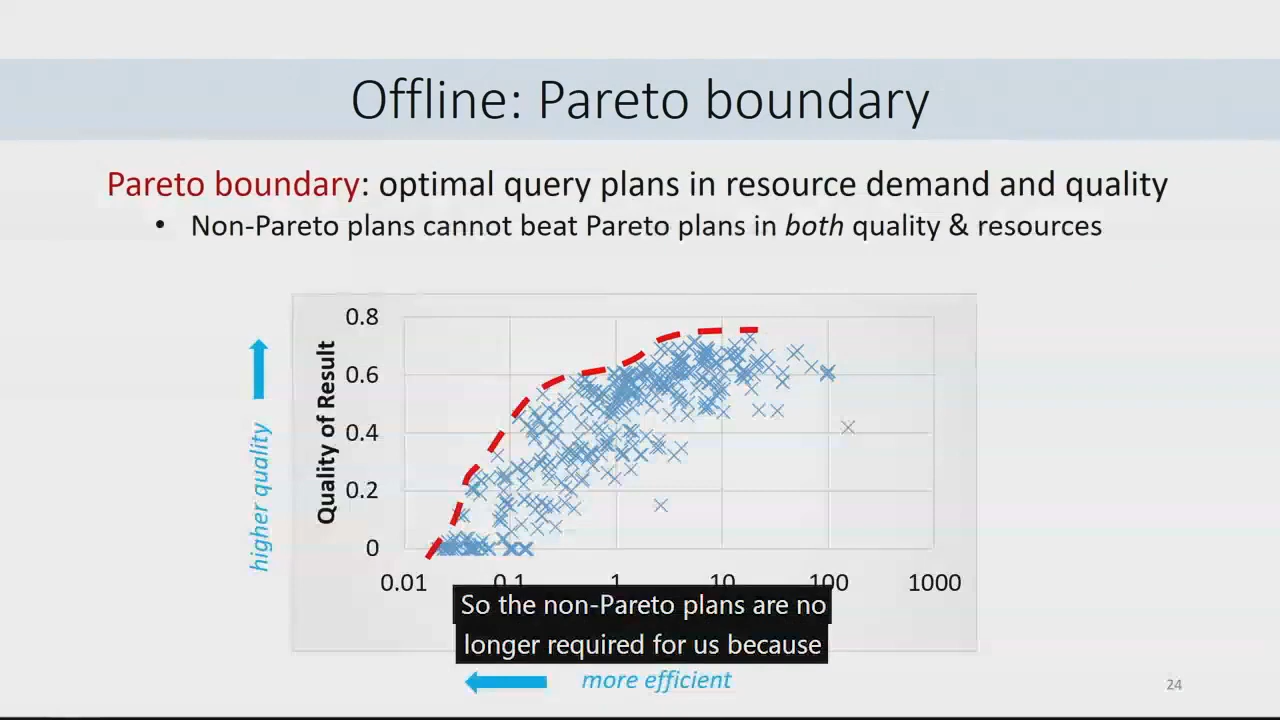 Offline: Pareto boundary
Pareto boundary: optimal query plans in resource demand and quality
• Non-Pareto plans cannot beat Pareto plans in both quality & resources
higher quality
Quality of Result
0.8
0.6
0.4
0.2
0
0.01 0.1 1 10 100 1000
So the non-Pareto plans are no
longer required for us because
more efficient
24